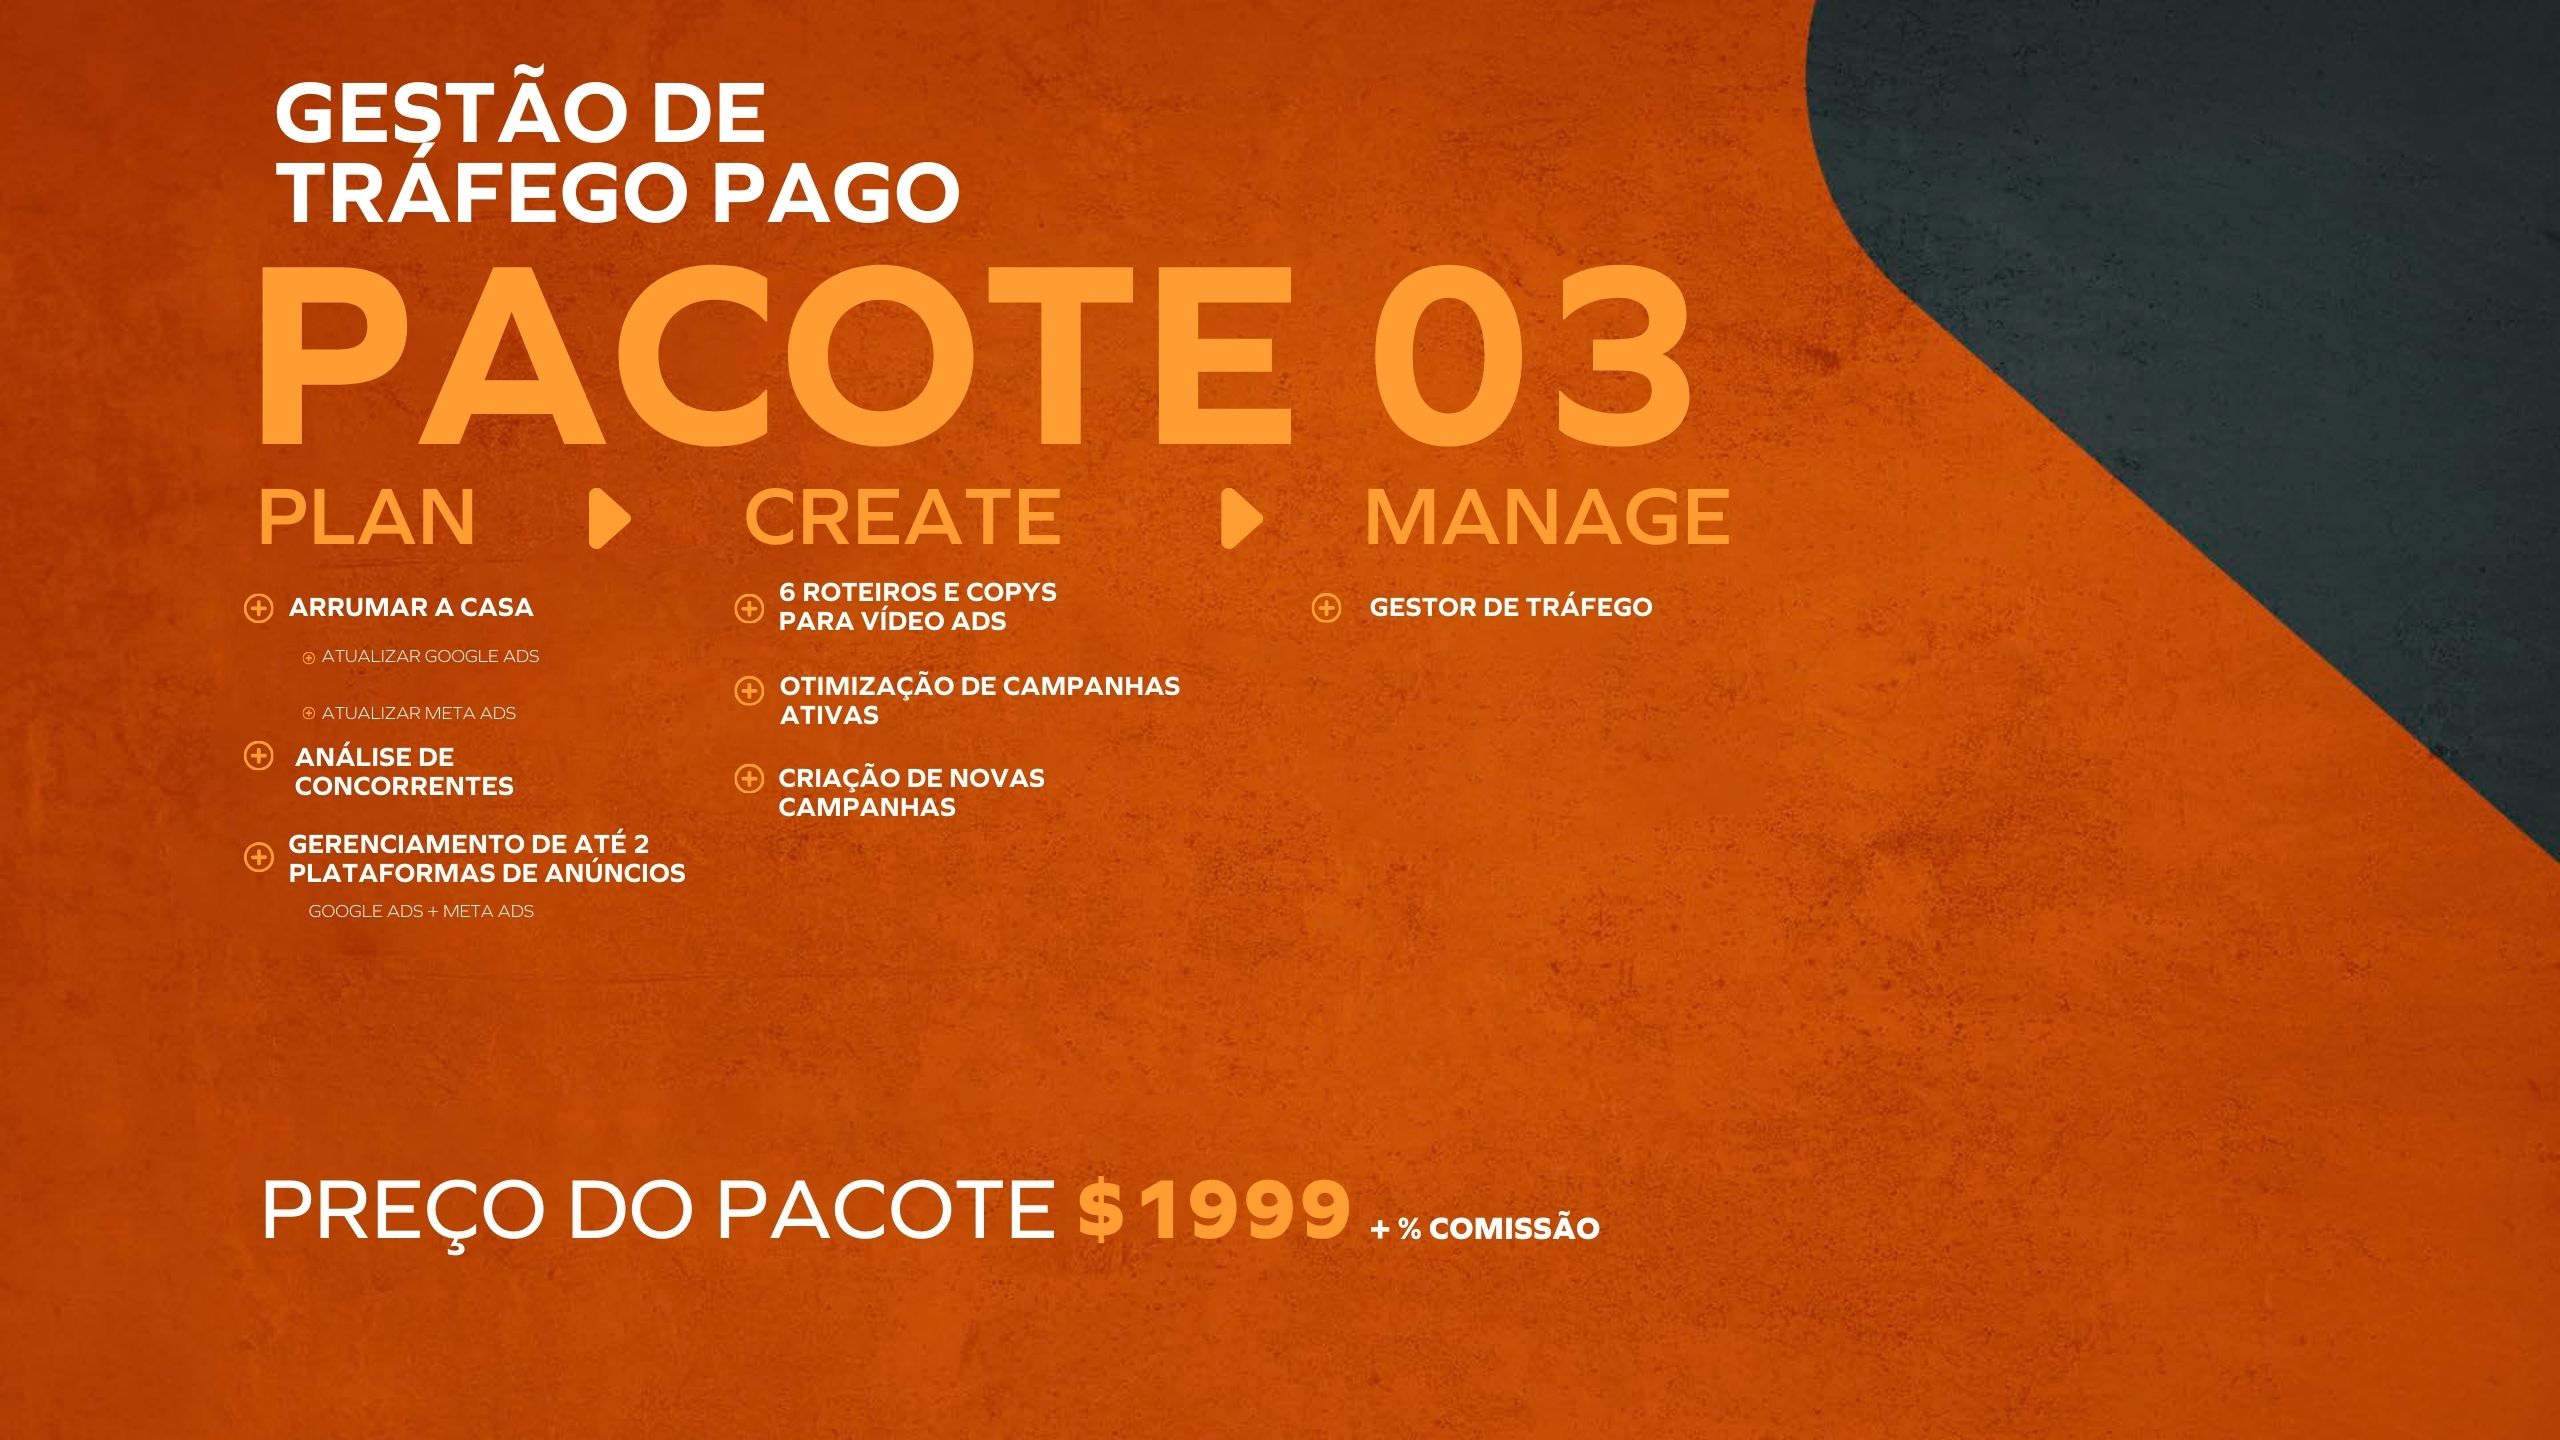 GESTÃO DE
TRÁFEGO PAGO
PACOTE 03
PLAN
ARRUMAR A CASA
ATUALIZAR GOOGLE ADS
ATUALIZAR META ADS
ANÁLISE DE
CONCORRENTES
GERENCIAMENTO DE ATÉ 2
PLATAFORMAS DE ANÚNCIOS
GOOGLE ADS + META ADS
CREATE
6 ROTEIROS E COPYS
PARA VÍDEO ADS
OTIMIZAÇÃO DE CAMPANHAS
ATIVAS
CRIAÇÃO DE NOVAS
CAMPANHAS
MANAGE
GESTOR DE TRÁFEGO
PREÇO DO PACOTE $1999 + % COMISSÃO